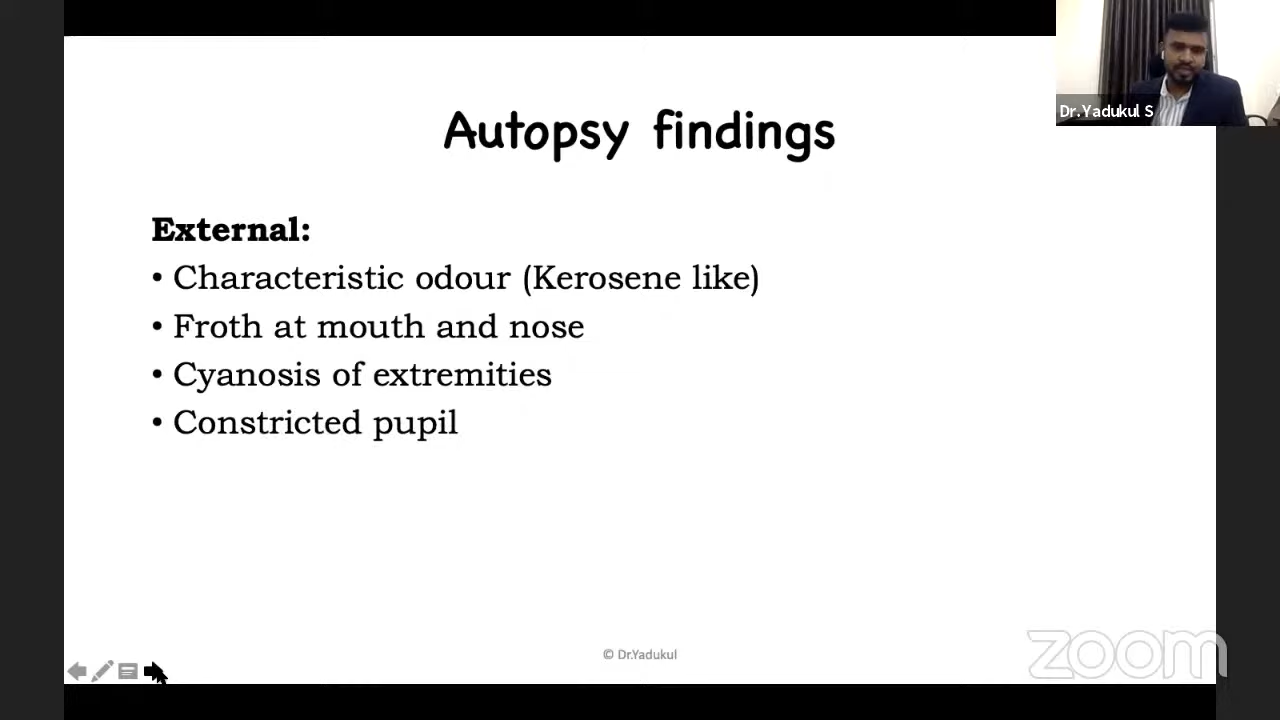 Dr.Yadukul S
Autopsy findings
External:
• Characteristic odour (Kerosene like)
• Froth at mouth and nose
• Cyanosis of extremities
• Constricted pupil
© Dr.Yadukul
zoom